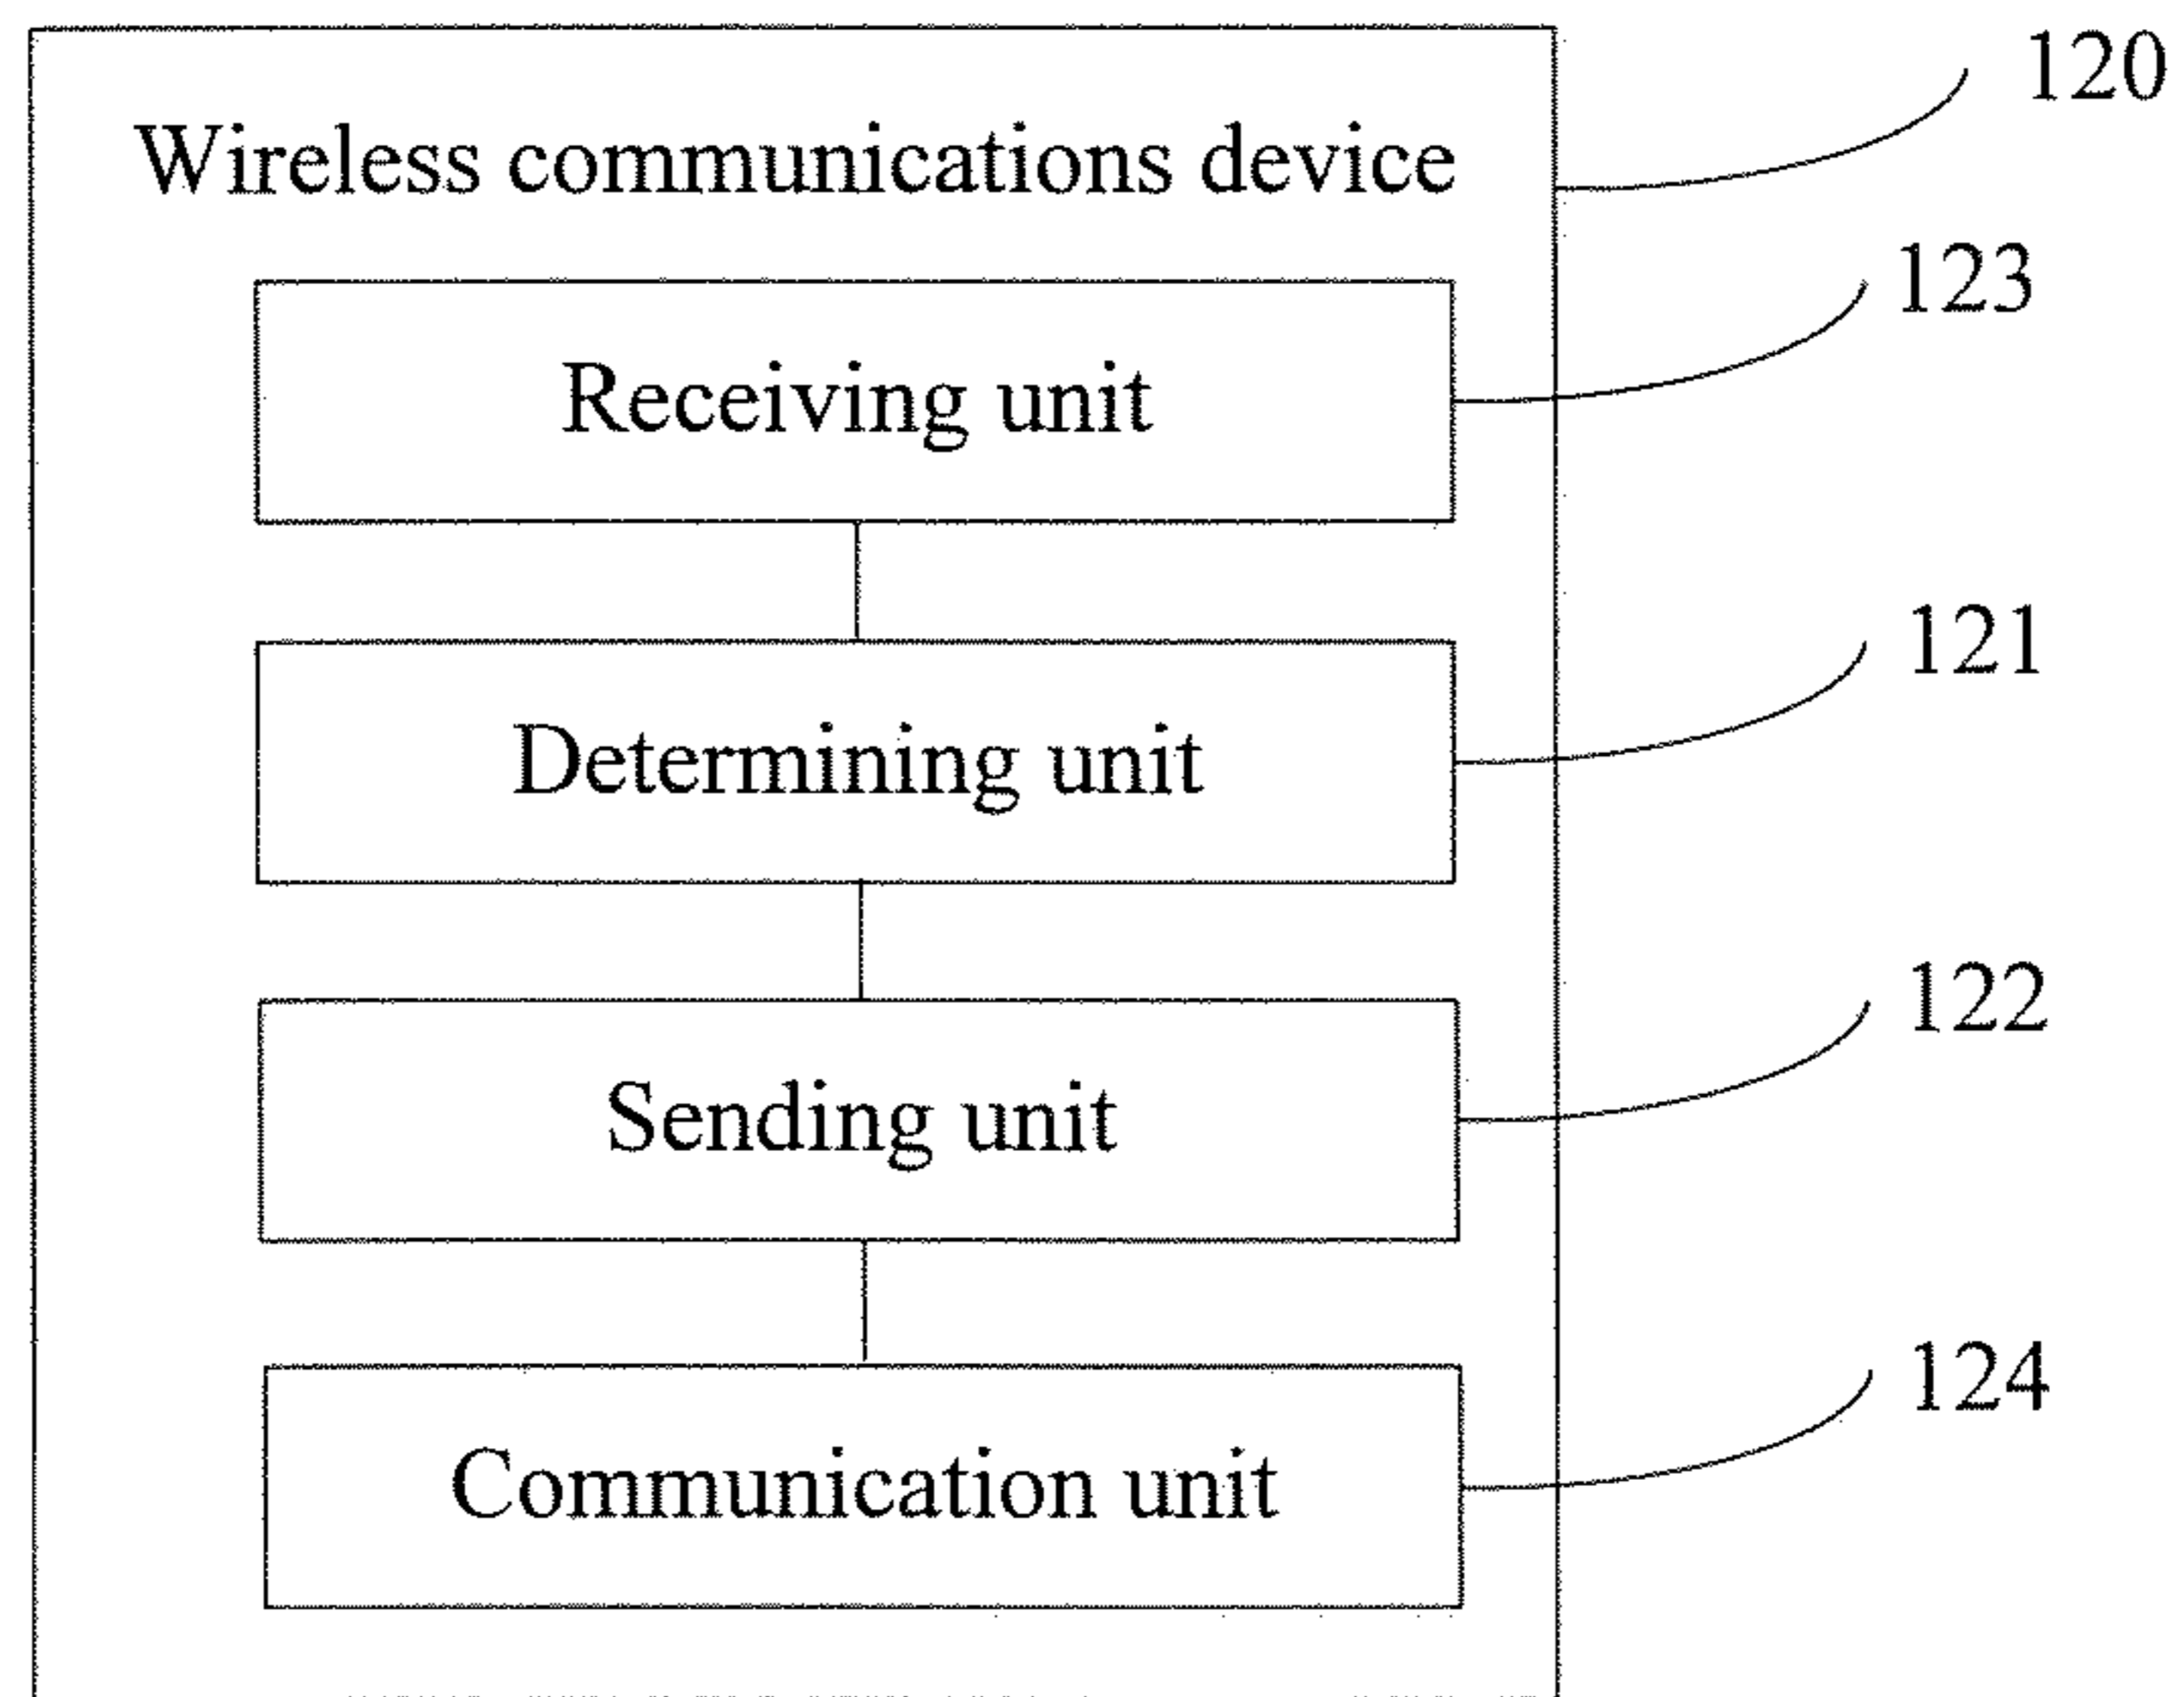 120
Wireless communications device
123
Receiving unit
121
Determining unit
122
Sending unit
124
Communication unit